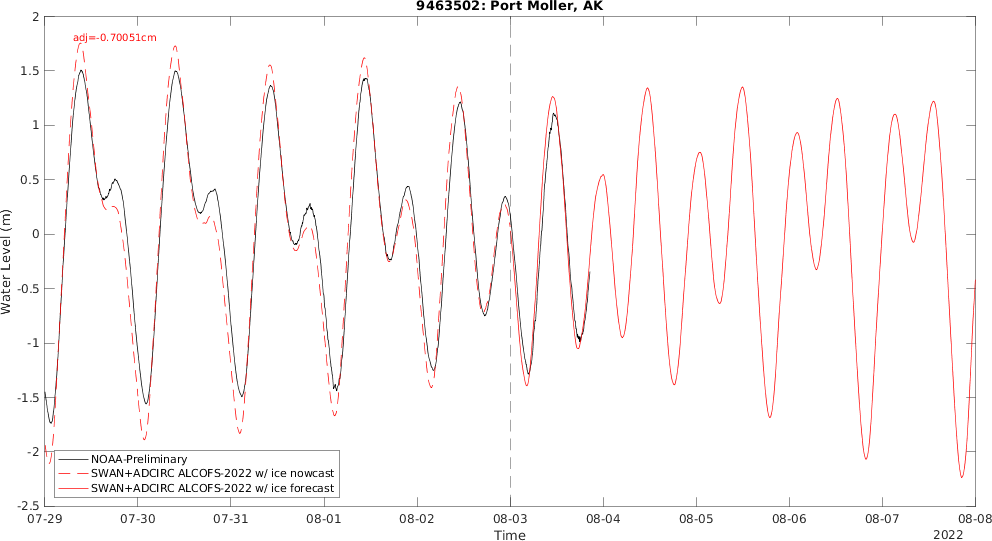 9463502: Port Moller, AK
adj=-0.70051cm
2
1.5
1
0.5
0
-0.5
-1
-1.5
-2
-2.5
Water Level (m)
NOAA-Preliminary
SWAN+ADCIRC ALCOFS-2022 w/ ice nowcast
SWAN+ADCIRC ALCOFS-2022 w/ ice forecast
07-29 07-30 07-31 08-01 08-02 08-03 08-04 08-05 08-06 08-07 08-08
Time
2022